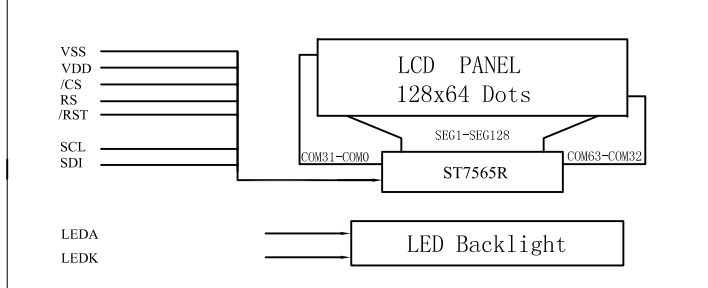 VSS
VDD
/CS
RS
/RST
SCL
SDI
LCD PANEL
128x64 Dots
SEG1-SEG128
COM31-COM0
COM63-COM32
ST7565R
LEDA
LEDK
LED Backlight